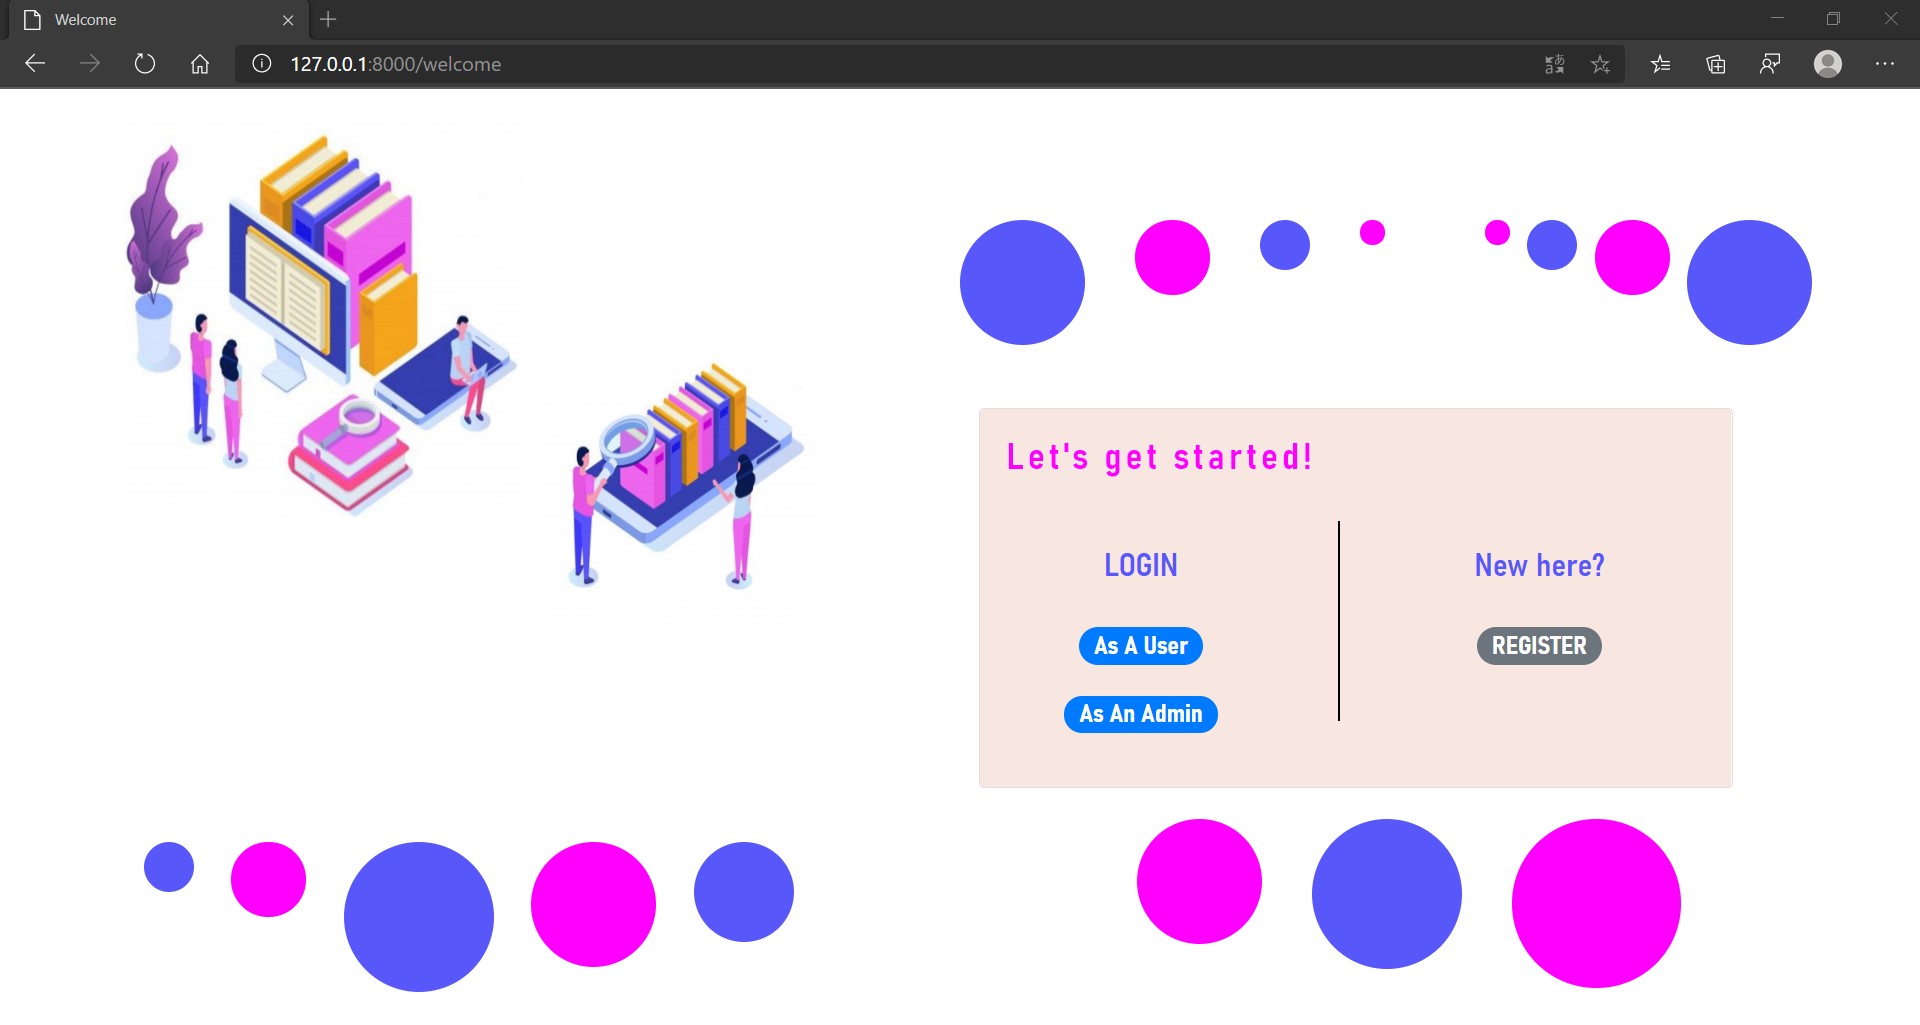 Welcome
127.0.0.1:8000/welcome
Let's get started!
LOGIN
New here?
As A User
REGISTER
As An Admin